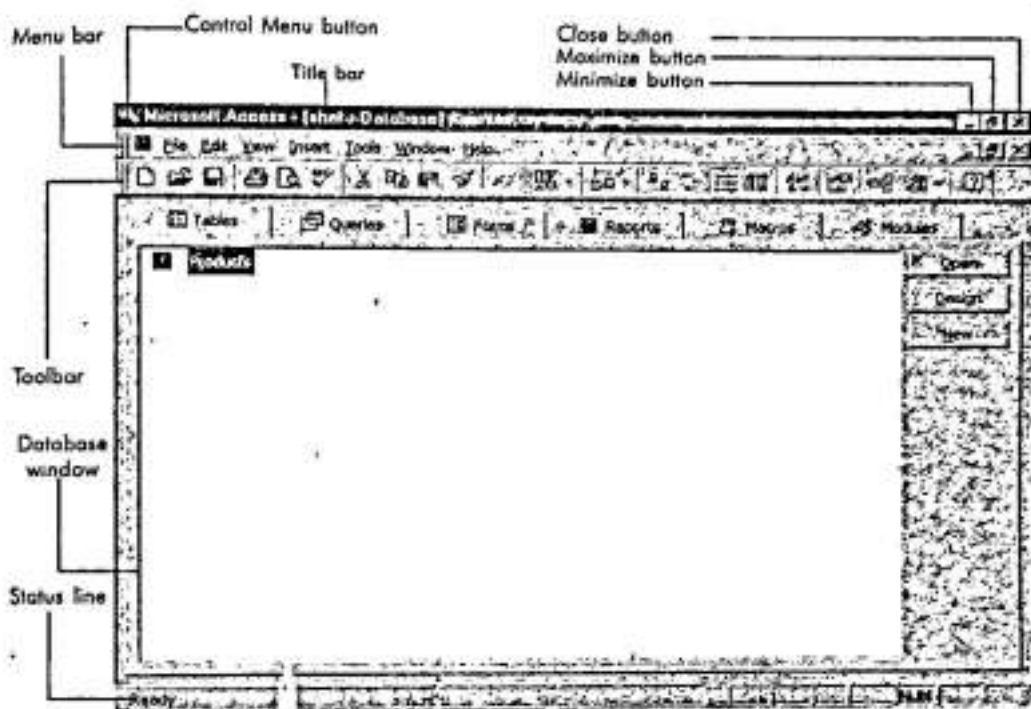 Control Menu button
Close button
Menu bar
Maximize button
Title bar
Minimize button
Microsoft Access - Database]
File Edit View Insert Tools Window Help
Tables Queries Forms Reports Macros Modules
Products
Open
Design
New
Toolbar
Database
window
Status line
Ready
NUM